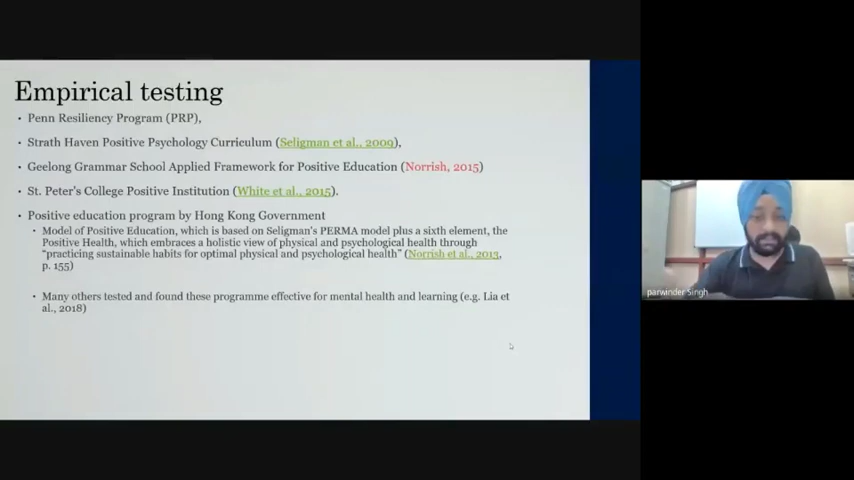 Empirical testing
• Penn Resiliency Program (PRP),
• Strath Haven Positive Psychology Curriculum (Seligman et al., 2009),
• Geelong Grammar School Applied Framework for Positive Education (Norrish, 2015)
• St. Peter's College Positive Institution (White et al., 2015).
• Positive education program by Hong Kong Government
• Model of Positive Education, which is based on Seligman's PERMA model plus a sixth element, the
Positive Health, which embraces a holistic view of physical and psychological health through
"practicing sustainable habits for optimal physical and psychological health" (Norrish et al., 2013,
p. 155)
• Many others tested and found these programme effective for mental health and learning (e.g. Lia et
al., 2018)
parwinder Singh